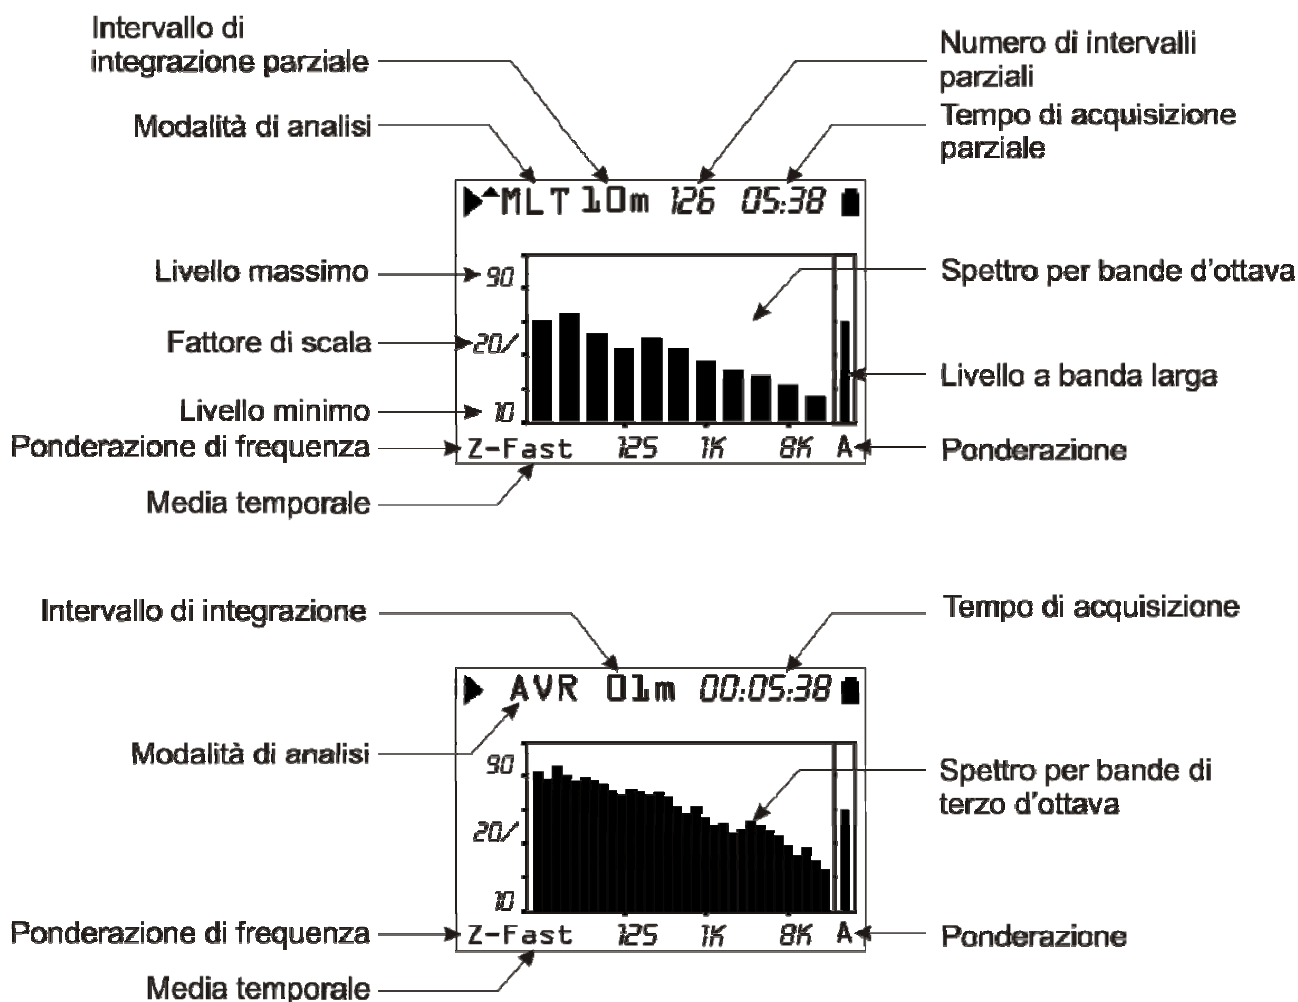 Intervallo di
integrazione parziale
Numero di intervalli
parziali
Modalità di analisi
Tempo di acquisizione
parziale
MLT 10m 126 05:38
Livello massimo
90
Spettro per bande d'ottava
Fattore di scala
20/
Livello a banda larga
Livello minimo
10
Ponderazione di frequenza
Z-Fast 125 1K 8K A
Ponderazione
Media temporale
Intervallo di integrazione
Tempo di acquisizione
AVR 01m 00:05:38
Modalità di analisi
90
Spettro per bande di
terzo d'ottava
20/
10
Ponderazione di frequenza
Z-Fast 125 1K 8K A
Ponderazione
Media temporale